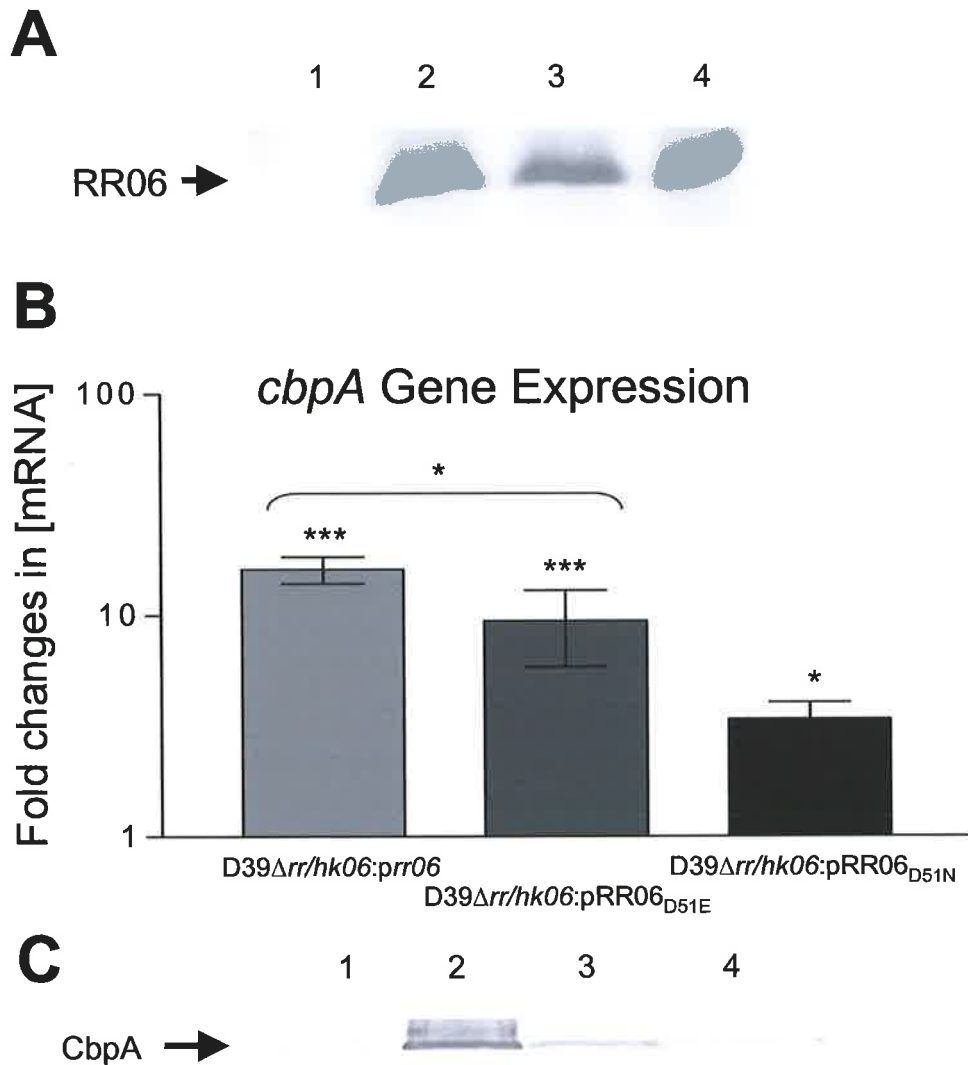 A
1 2 3 4
RR06
B
cbpA Gene Expression
Fold changes in [mRNA]
100
*
***
***
10
*
1
D39Δrr/hk06:prr06
D39Δrr/hk06:pRR06D51E
D39Δrr/hk06:pRR06D51N
C
1 2 3 4
CbpA